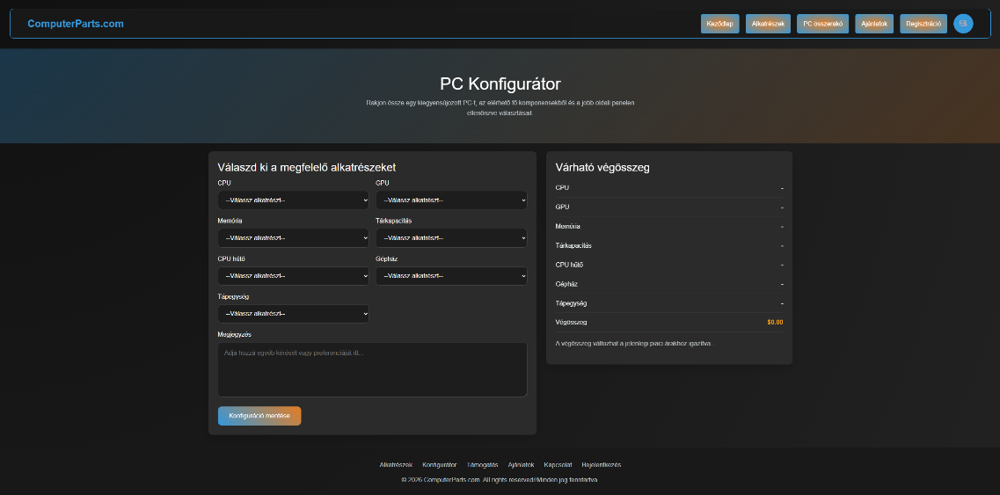 ComputerParts.com
Kezdőlap
Alkatrészek
PC összerakó
Ajánlatok
Regisztráció
PC Konfigurátor
Rakjon össze egy kiegyensújozott PC-t, az elérhető fő komponensekből és a jobb oldali panelen
ellenőrizve választásait.
Válaszd ki a megfelelő alkatrészeket
CPU
GPU
--Válassz alkatrészt--
--Válassz alkatrészt--
Memória
Tárkapacitás
--Válassz alkatrészt--
--Válassz alkatrészt--
CPU hűtő
Gépház
--Válassz alkatrészt--
--Válassz alkatrészt--
Tápegység
--Válassz alkatrészt--
Megjegyzés
Adja hozzá egyéb kérését vagy preferenciáját itt...
Konfiguráció mentése
Várható végösszeg
CPU -
GPU -
Memória -
Tárkapacitás -
CPU hűtő -
Gépház -
Tápegység -
Végösszeg $0.00
A végösszeg változhat a jelenlegi piaci árakhoz igazítva.
Alkatrészek Konfigurátor Támogatás Ajánlatok Kapcsolat Bejelentkezés
© 2026 ComputerParts.com. All rights reserved//Minden jog fenntartva